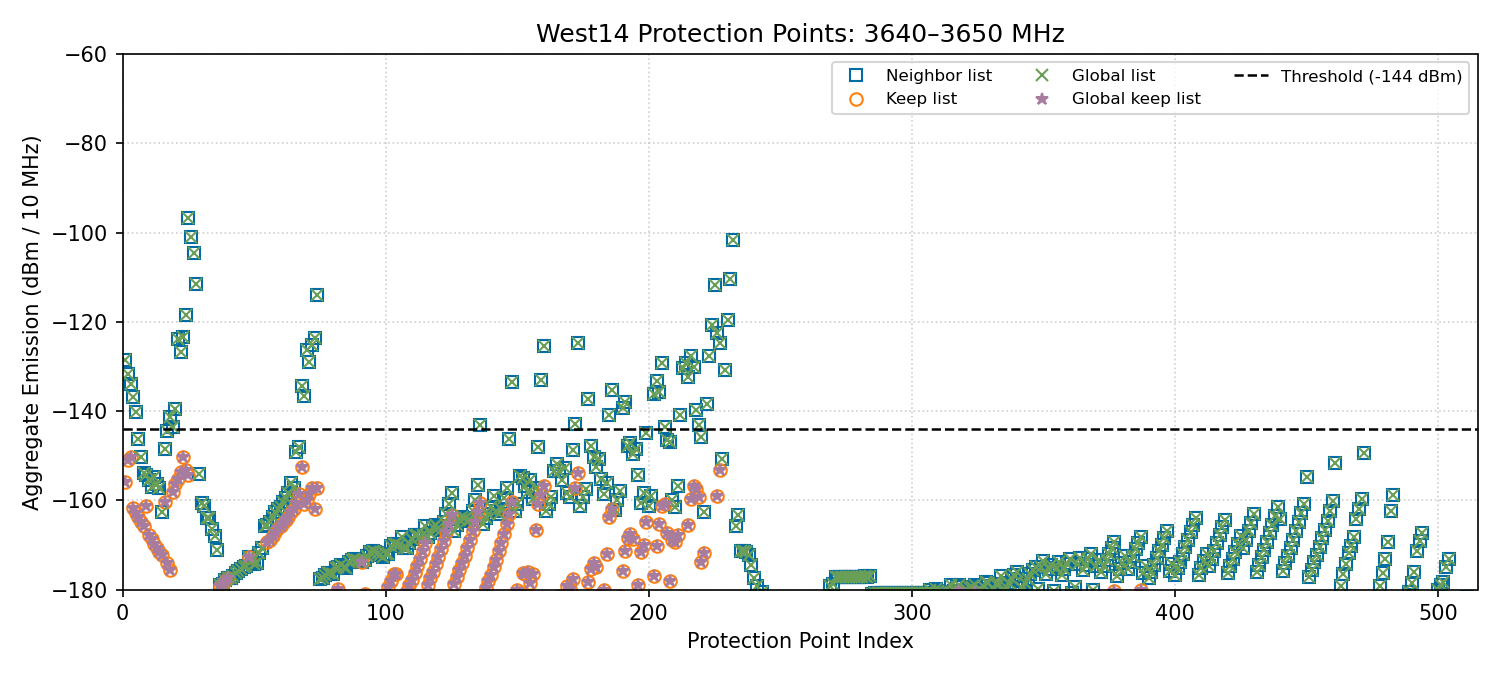 West14 Protection Points: 3640–3650 MHz
Neighbor list
Keep list
Global list
Global keep list
Threshold (-144 dBm)
Aggregate Emission (dBm / 10 MHz)
−60
−80
−100
−120
−140
−160
−180
0
100
200
300
400
500
Protection Point Index